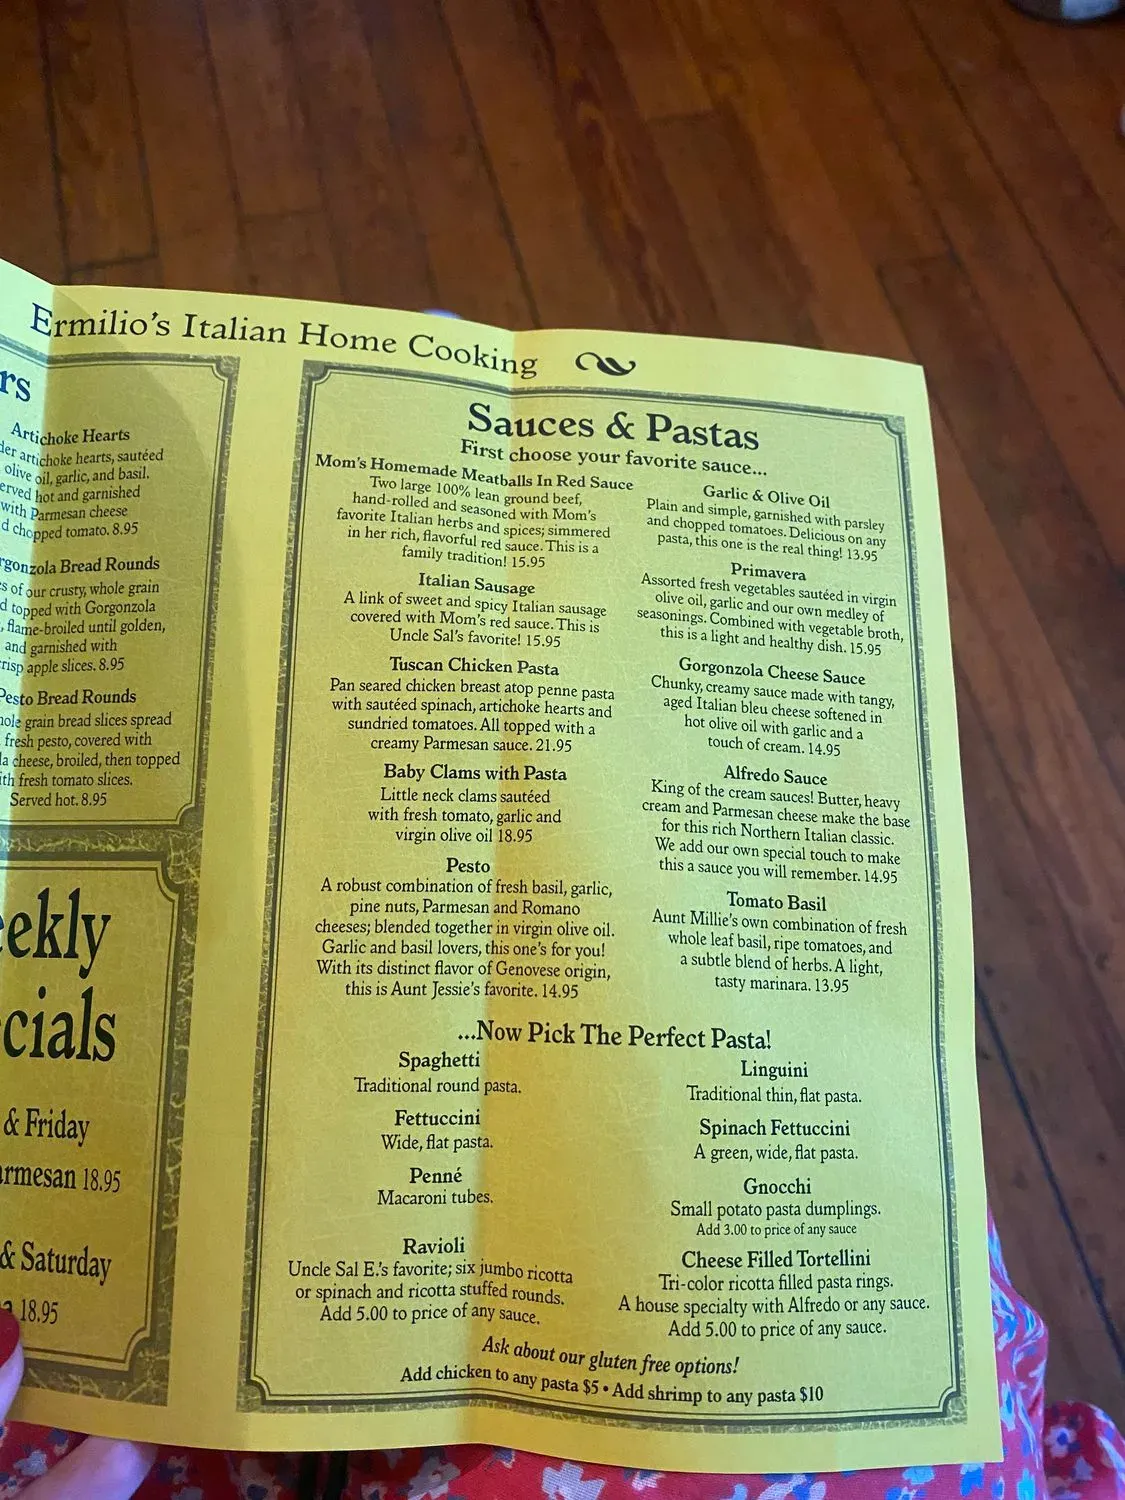 Ermilio's Italian Home Cooking
Artichoke Hearts
artichoke hearts, sautéed
olive oil, garlic, and basil.
hot and garnished
with Parmesan cheese
chopped tomato. 8.95
Bread Rounds
of our crusty, whole grain
topped with Gorgonzola
flame-broiled until golden,
and garnished with
apple slices. 8.95
Pesto Bread Rounds
grain bread slices spread
fresh pesto, covered with
cheese, broiled, then topped
fresh tomato slices.
Served hot. 8.95
& Friday
18.95
& Saturday
18.95
Sauces & Pastas
First choose your favorite sauce...
Mom's Homemade Meatballs In Red Sauce
Two large 100% lean ground beef,
hand-rolled and seasoned with Mom's
favorite Italian herbs and spices; simmered
in her rich, flavorful red sauce. This is a
family tradition! 15.95
Italian Sausage
A link of sweet and spicy Italian sausage
covered with Mom's red sauce. This is
Uncle Sal's favorite! 15.95
Tuscan Chicken Pasta
Pan seared chicken breast atop penne pasta
with sautéed spinach, artichoke hearts and
sundried tomatoes. All topped with a
creamy Parmesan sauce. 21.95
Baby Clams with Pasta
Little neck clams sautéed
with fresh tomato, garlic and
virgin olive oil 18.95
Pesto
A robust combination of fresh basil, garlic,
pine nuts, Parmesan and Romano
cheeses; blended together in virgin olive oil.
Garlic and basil lovers, this one's for you!
With its distinct flavor of Genovese origin,
this is Aunt Jessie's favorite. 14.95
Garlic & Olive Oil
Plain and simple, garnished with parsley
and chopped tomatoes. Delicious on any
pasta, this one is the real thing! 13.95
Primavera
Assorted fresh vegetables sautéed in virgin
olive oil, garlic and our own medley of
seasonings. Combined with vegetable broth,
this is a light and healthy dish. 15.95
Gorgonzola Cheese Sauce
Chunky, creamy sauce made with tangy,
aged Italian bleu cheese softened in
hot olive oil with garlic and a
touch of cream. 14.95
Alfredo Sauce
King of the cream sauces! Butter, heavy
cream and Parmesan cheese make the base
for this rich Northern Italian classic.
We add our own special touch to make
this a sauce you will remember. 14.95
Tomato Basil
Aunt Millie's own combination of fresh
whole leaf basil, ripe tomatoes, and
a subtle blend of herbs. A light,
tasty marinara. 13.95
...Now Pick The Perfect Pasta!
Spaghetti
Traditional round pasta.
Fettuccini
Wide, flat pasta.
Penné
Macaroni tubes.
Ravioli
Uncle Sal E.'s favorite; six jumbo ricotta
or spinach and ricotta stuffed rounds.
Add 5.00 to price of any sauce.
Linguini
Traditional thin, flat pasta.
Spinach Fettuccini
A green, wide, flat pasta.
Gnocchi
Small potato pasta dumplings.
Add 3.00 to price of any sauce
Cheese Filled Tortellini
Tri-color ricotta filled pasta rings.
A house specialty with Alfredo or any sauce.
Add 5.00 to price of any sauce.
Ask about our gluten free options!
Add chicken to any pasta $5 • Add shrimp to any pasta $10